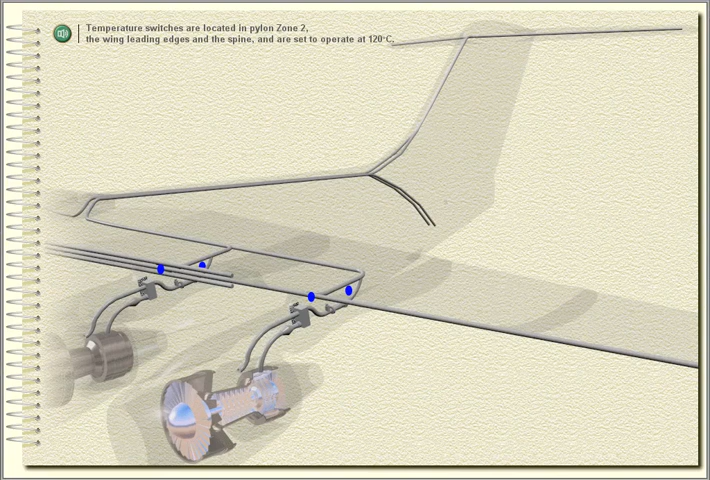 Temperature switches are located in pylon Zone 2,
the wing leading edges and the spine, and are set to operate at 120°C.